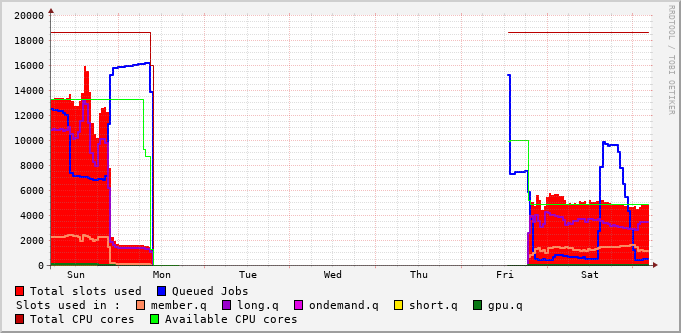 20000
18000
16000
14000
12000
10000
8000
6000
4000
2000
0
Sun Mon Tue Wed Thu Fri Sat
RRDTOOL / TOBI OETIKER
Total slots used Queued Jobs
Slots used in : member.q long.q ondemand.q short.q gpu.q
Total CPU cores Available CPU cores